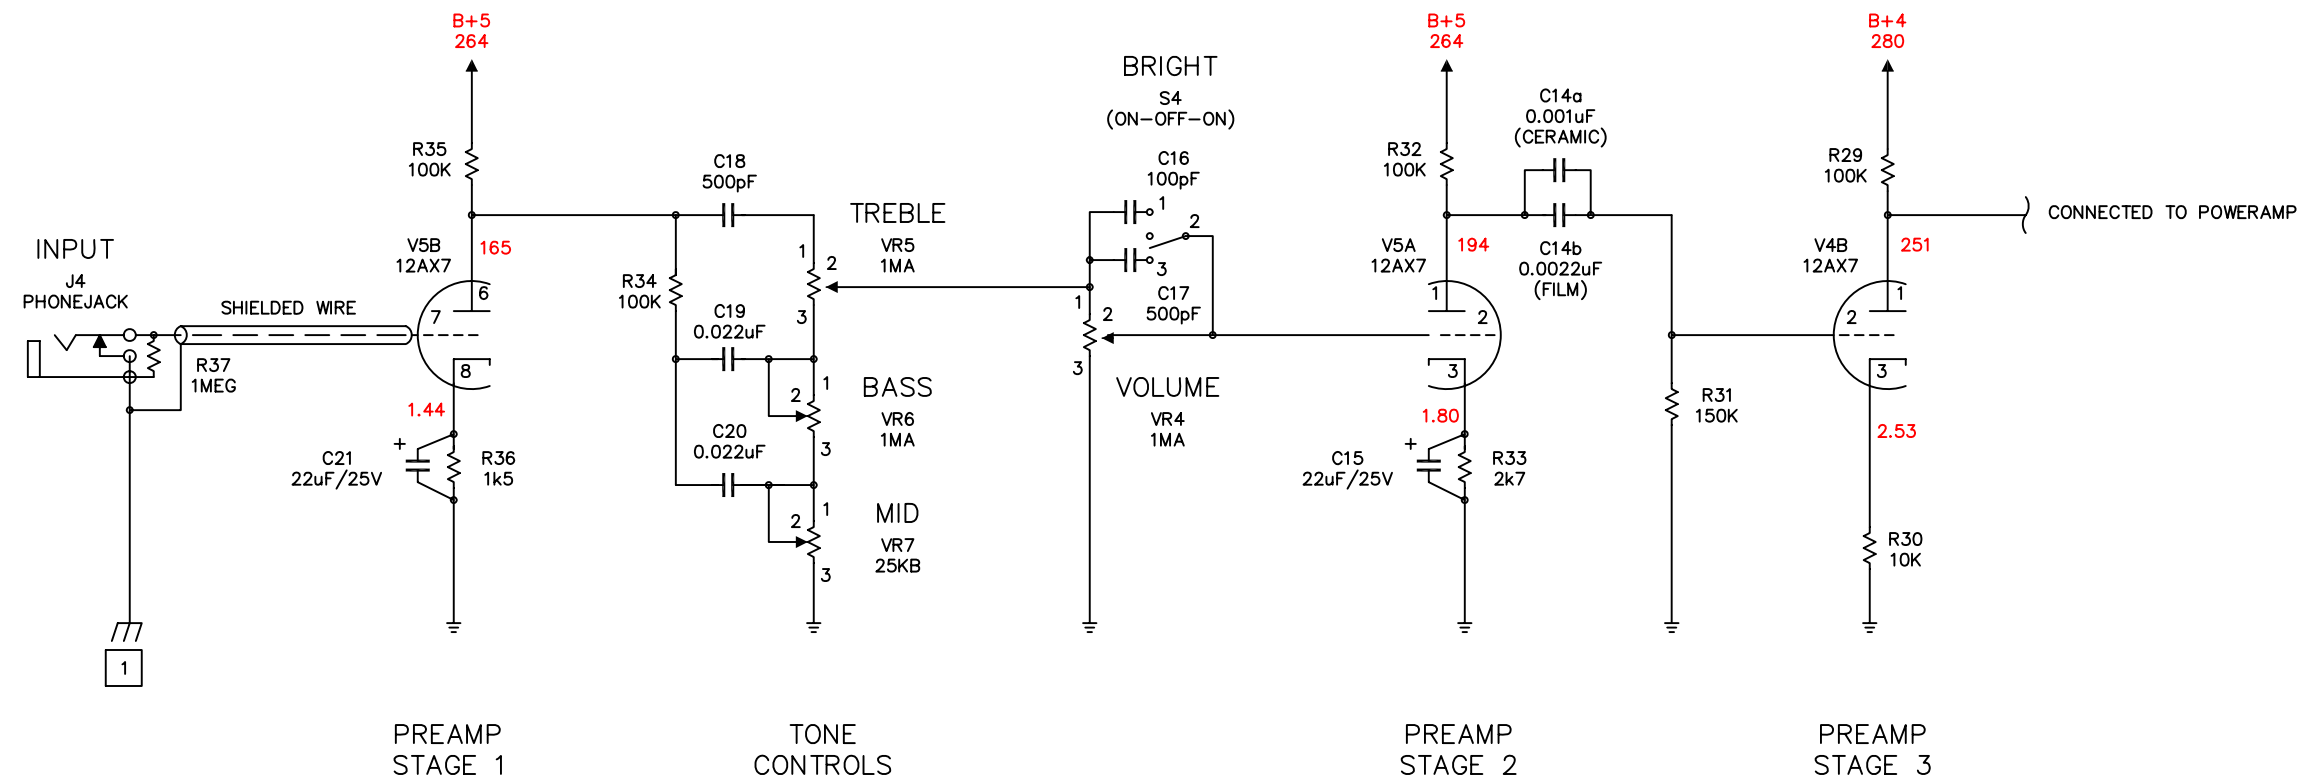 INPUT
J4
PHONEJACK
R37
1MEG
SHIELDED WIRE
1
B+5
264
R35
100K
V5B
12AX7
165
6
7
8
1.44
+
C21
22uF/25V
R36
1k5
PREAMP
STAGE 1
C18
500pF
R34
100K
C19
0.022uF
C20
0.022uF
TREBLE
VR5
1MA
1
2
3
BASS
VR6
1MA
1
2
3
MID
VR7
25KB
1
2
3
TONE
CONTROLS
BRIGHT
S4
(ON-OFF-ON)
C16
100pF
1
2
3
C17
500pF
1
2
3
VOLUME
VR4
1MA
B+5
264
R32
100K
V5A
12AX7
194
1
2
3
1.80
+
C15
22uF/25V
R33
2k7
PREAMP
STAGE 2
C14a
0.001uF
(CERAMIC)
C14b
0.0022uF
(FILM)
R31
150K
B+4
280
R29
100K
V4B
12AX7
251
1
2
3
2.53
R30
10K
CONNECTED TO POWERAMP
PREAMP
STAGE 3